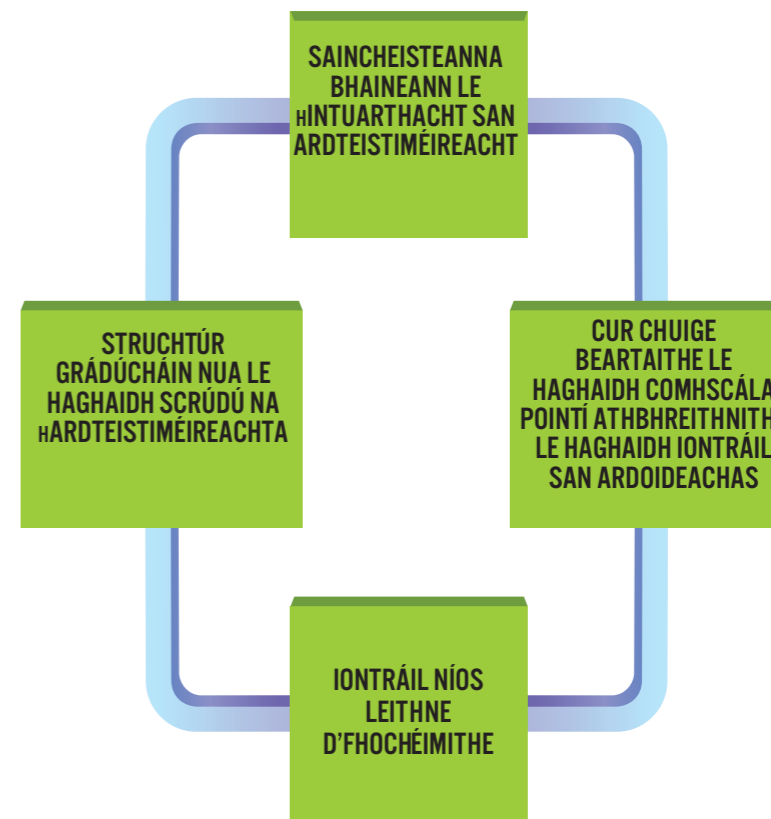 SAINCHEISTEANNA
BHAINEANN LE
HINTUARTHACHT SAN
ARDTEISTIMÉIREACHT
STRUCHTÚR
GRÁDÚCHÁIN NUA LE
HAGHAIDH SCRÚDÚ NA
HARDTEISTIMÉIREACHTA
CUR CHUIGE
BEARTAITHE LE
HAGHAIDH COMHSCÁLA
POINTÍ ATHBHREITHNITH
LE HAGHAIDH IONTRÁIL
SAN ARDOIDEACHAS
IONTRÁIL NÍOS
LEITHNE
D'FHOCHÉIMITHE